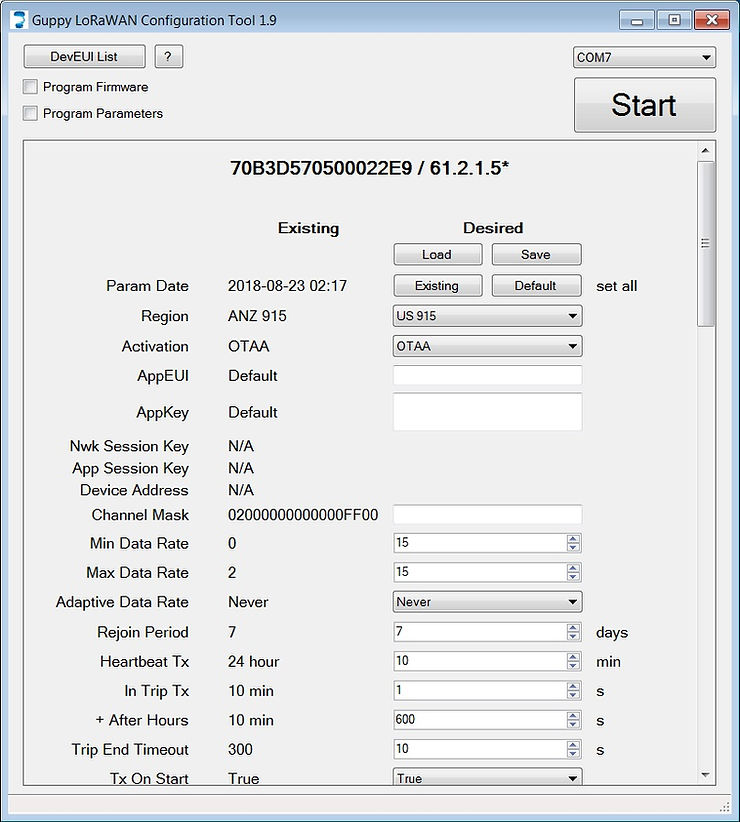 Guppy LoRaWAN Configuration Tool 1.9
DevEUI List ? COM7
Program Firmware
Program Parameters
Start
70B3D570500022E9 / 61.2.1.5*
Existing Desired
Load Save
Param Date 2018-08-23 02:17 Existing Default set all
Region ANZ 915 US 915
Activation OTAA OTAA
AppEUI Default
AppKey Default
Nwk Session Key N/A
App Session Key N/A
Device Address N/A
Channel Mask 02000000000000FF00
Min Data Rate 0 15
Max Data Rate 2 15
Adaptive Data Rate Never Never
Rejoin Period 7 7 days
Heartbeat Tx 24 hour 10 min
In Trip Tx 10 min 1 s
+ After Hours 10 min 600 s
Trip End Timeout 300 10 s
Tx On Start True True